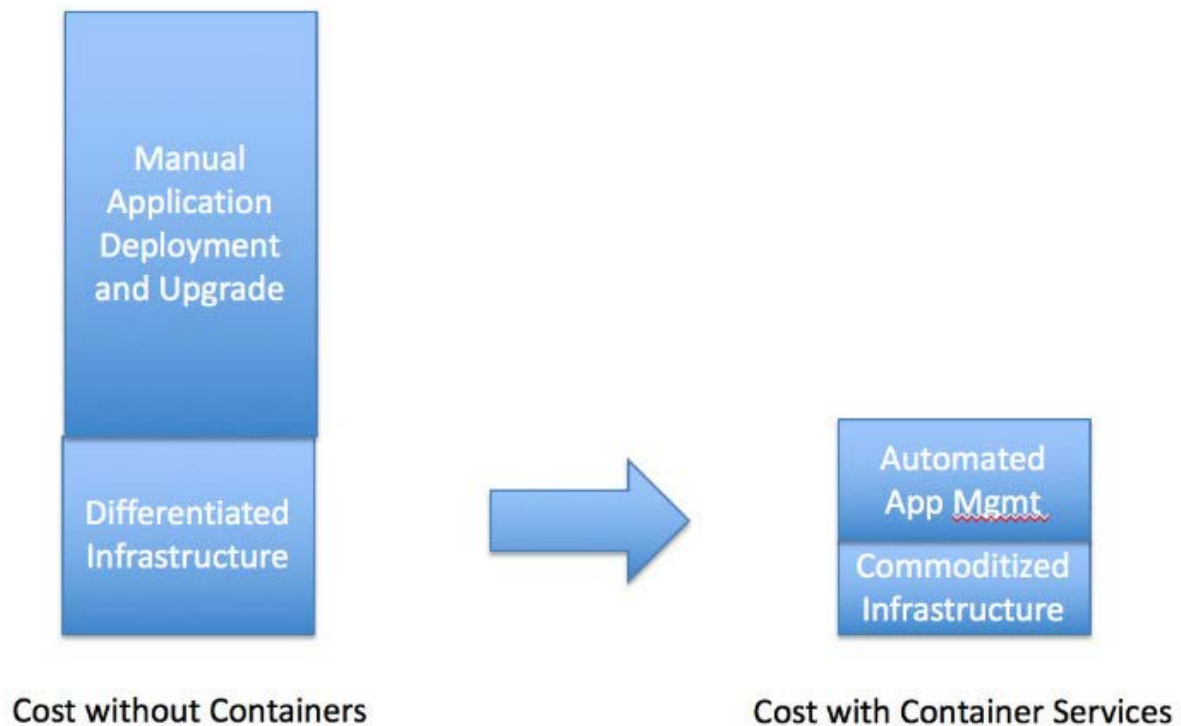 Manual
Application
Deployment
and Upgrade
Differentiated
Infrastructure
Automated
App Mgmt
Commoditized
Infrastructure
Cost without Containers
Cost with Container Services